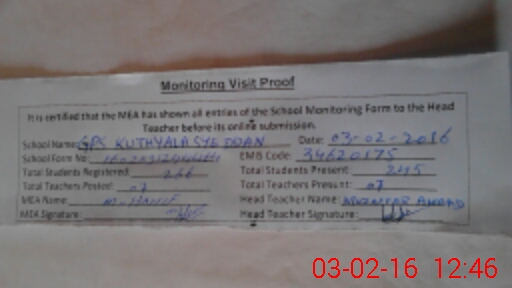 Monitoring Visit Proof
It is certified that the MEA has shown all entries of the School Monitoring Form to the Head
Teacher before its online submission.
School Name: GPS KUTHYALA SYEDDAN Date: 03-02-2016
School Form No: EMIS Code: 34620175
Total Students Registered: 266 Total Students Present: 245
Total Teachers Posted: 07 Total Teachers Present: 07
MEA Name: M-HANIF Head Teacher Name: AHMAD
MEA Signature: Head Teacher Signature:
03-02-16 12:46